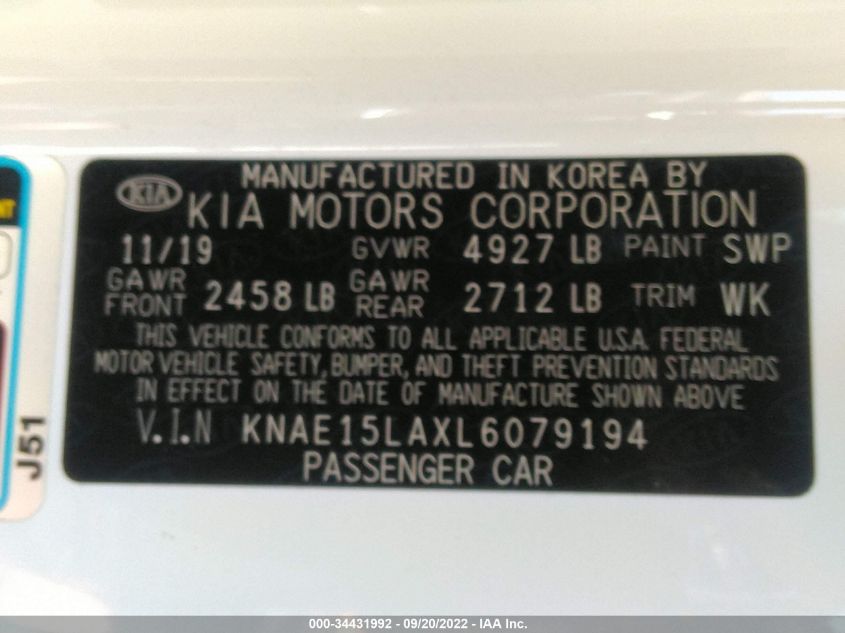 MANUFACTURED IN KOREA BY
KIA KIA MOTORS CORPORATION
11/19 GVWR 4927 LB PAINT SWP
GAWR FRONT 2458 LB GAWR REAR 2712 LB TRIM WK
THIS VEHICLE CONFORMS TO ALL APPLICABLE U.S.A. FEDERAL
MOTOR VEHICLE SAFETY, BUMPER, AND THEFT PREVENTION STANDARDS
IN EFFECT ON THE DATE OF MANUFACTURE SHOWN ABOVE
V.I.N KNAE15LAXL6079194
PASSENGER CAR
J51
000-34431992 - 09/20/2022 - IAA Inc.